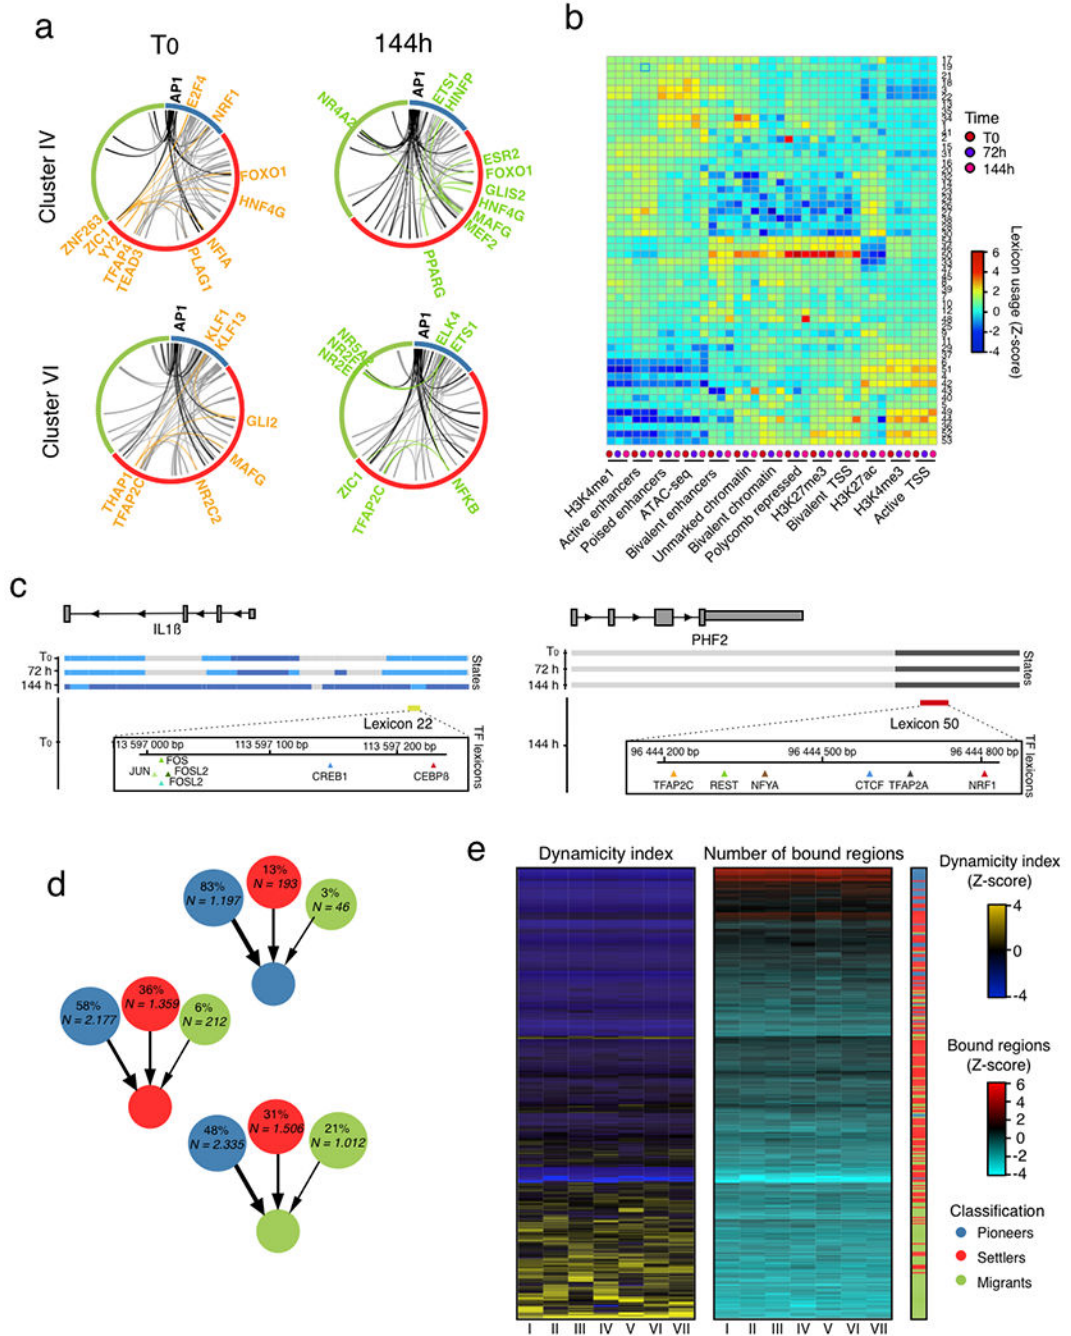 a
T0
144h
Cluster IV
AP1
E2F4
NRF1
FOXO1
HNF4G
NFIA
PLAG1
TEAD3
TFAP4
YY2
ZIC1
ZNF263
NR4A2
AP1
ETS1
HINFP
ESR2
FOXO1
GLIS2
HNF4G
MAFG
MEF2
PPARG
Cluster VI
AP1
KLF1
KLF13
GLI2
MAFG
NR2C2
TFAP2C
THAP1
AP1
ELK4
ETS1
NFKB
TFAP2C
ZIC1
b
Time
T0
72h
144h
Lexicon usage (Z-score)
6
4
2
0
-2
-4
H3K4me1
Active enhancers
Poised enhancers
ATAC-seq
Bivalent enhancers
Unmarked chromatin
Bivalent chromatin
Polycomb repressed
H3K27me3
Bivalent TSS
H3K27ac
H3K4me3
Active TSS
c
IL1ß
T0
72 h
144 h
States
Lexicon 22
T0
TF lexicons
113 597 000 bp
113 597 100
113 597 200 bp
FOS
JUN
FOSL2
FOSL2
CREB1
CEBPß
PHF2
T0
72 h
144 h
States
Lexicon 50
144 h
TF lexicons
96 444 200 bp
96 444 500 bp
96 444 800 bp
TFAP2C
REST
NFYA
CTCF
TFAP2A
NRF1
d
83%
N = 1.197
13%
N = 193
3%
N = 46
58%
N = 2.177
36%
N = 1.359
6%
N = 212
48%
N = 2.335
31%
N = 1.506
21%
N = 1.012
e
Dynamicity index
Number of bound regions
I II III IV V VI VII
I II III IV V VI VII
Dynamicity index
(Z-score)
4
0
-4
Bound regions
(Z-score)
6
4
2
0
-2
-4
Classification
Pioneers
Settlers
Migrants